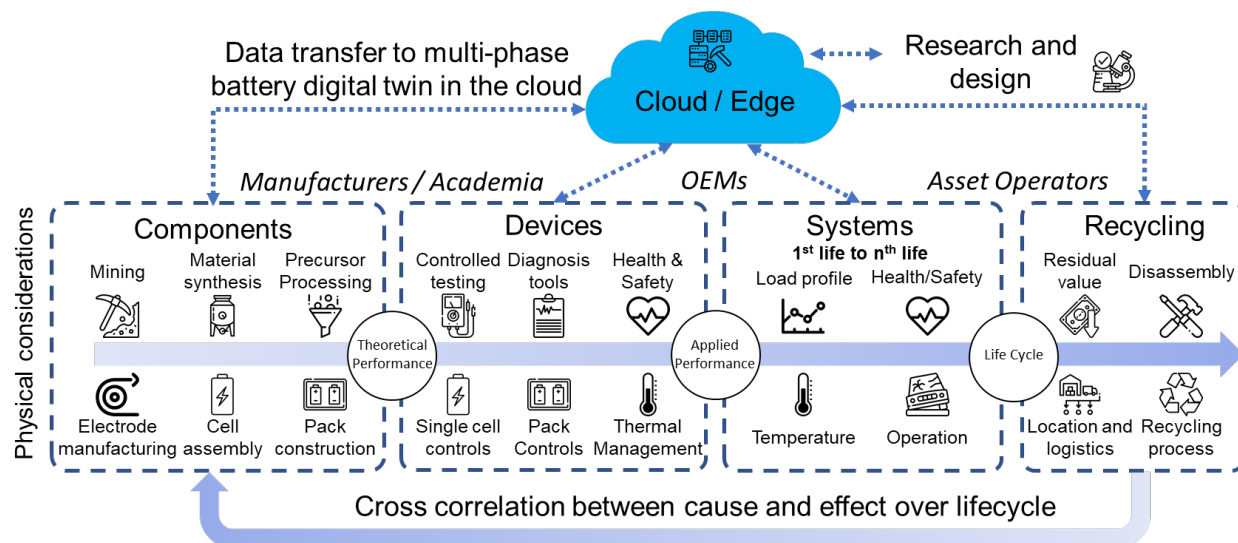 Data transfer to multi-phase
battery digital twin in the cloud
Cloud / Edge
Research and
design
Manufacturers / Academia
OEMs
Asset Operators
Physical considerations
Components
Mining
Material
synthesis
Precursor
Processing
Electrode
manufacturing
Cell
assembly
Pack
construction
Theoretical
Performance
Devices
Controlled
testing
Diagnosis
tools
Health &
Safety
Single cell
controls
Pack
Controls
Thermal
Management
Applied
Performance
Systems
1st life to nth life
Load profile
Health/Safety
Temperature
Operation
Life Cycle
Recycling
Residual
value
Disassembly
Location and
logistics
Recycling
process
Cross correlation between cause and effect over lifecycle